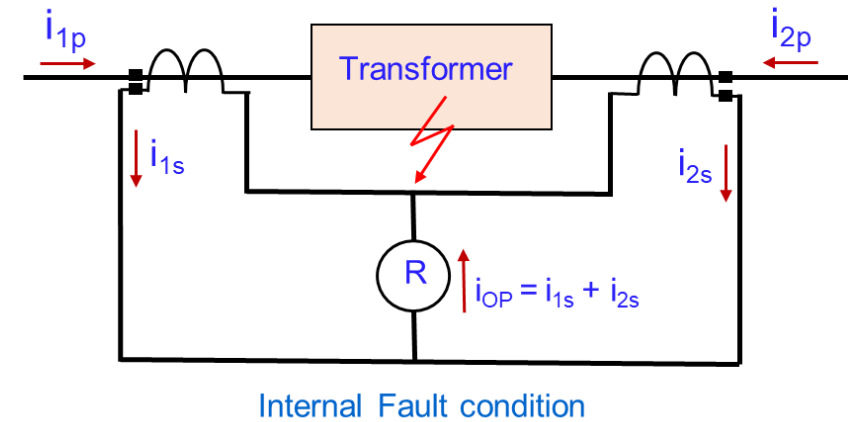 i1p
i2p
Transformer
i1s
i2s
R
iOP = i1s + i2s
Internal Fault condition